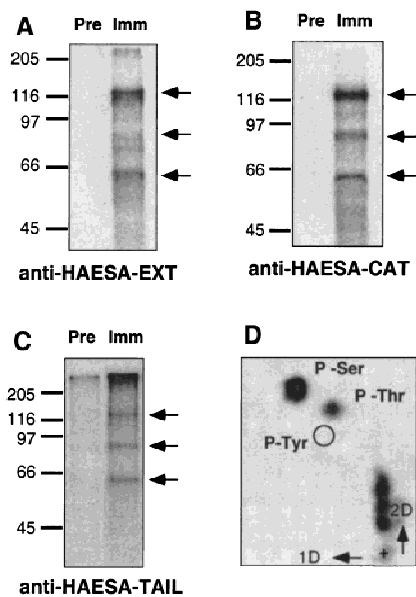 A
Pre Imm
205
116
97
66
45
anti-HAESA-EXT
B
Pre Imm
205
116
97
66
45
anti-HAESA-CAT
C
Pre Imm
205
116
97
66
45
anti-HAESA-TAIL
D
P -Ser
P -Thr
P-Tyr
2D
1D
+